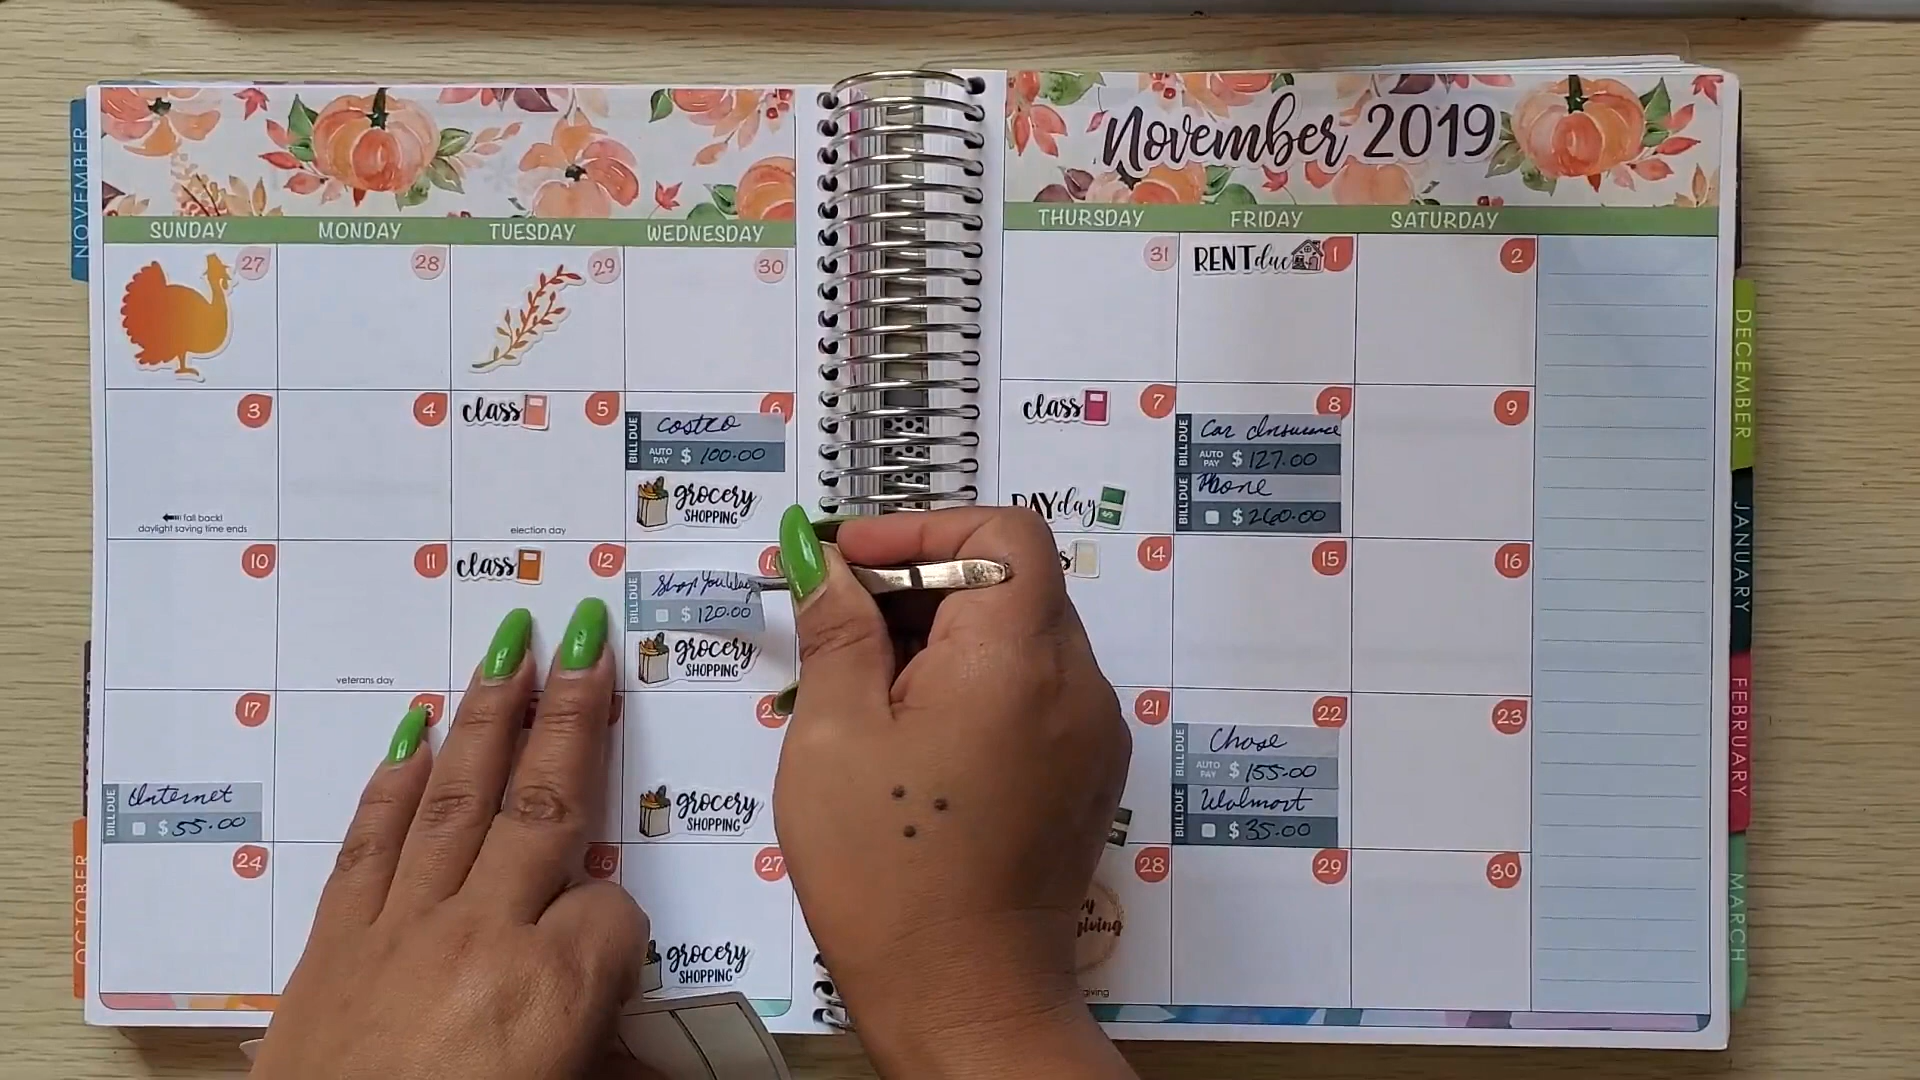 November 2019
NOVEMBER
SUNDAY MONDAY TUESDAY WEDNESDAY THURSDAY FRIDAY SATURDAY
27 28 29 30 31 RENT due 1 2
3 4 class 5 6 class 7 8 9
BILL DUE Costco
AUTO PAY $ 100.00
grocery SHOPPING
fall back!
daylight saving time ends
election day
PAYday
BILL DUE Car Insurance
AUTO PAY $ 127.00
BILL DUE Phone
$ 260.00
10 11 class 12 14 15 16
BILL DUE Shop Your Way
$ 120.00
grocery SHOPPING
veterans day
17 21 22 23
BILL DUE Internet
$ 55.00
grocery SHOPPING
BILL DUE Chase
AUTO PAY $ 155.00
BILL DUE Walmart
$ 35.00
24 26 27 28 29 30
grocery SHOPPING
OCTOBER
DECEMBER
JANUARY
FEBRUARY
MARCH